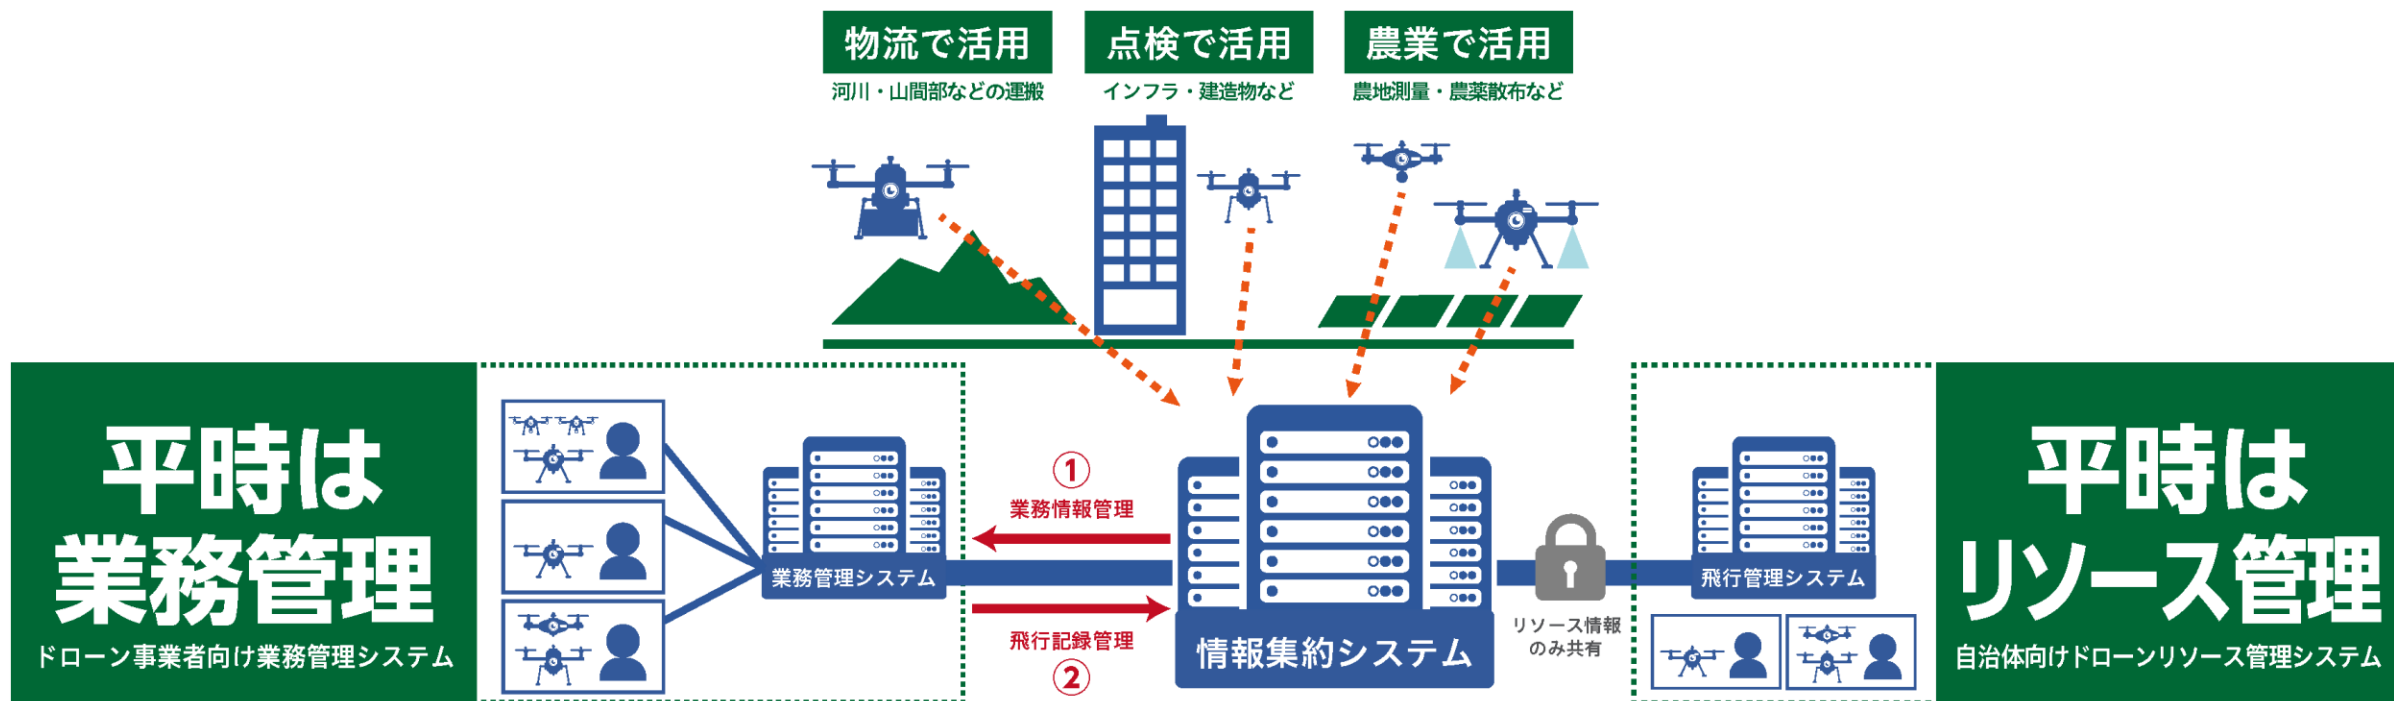 物流で活用
河川・山間部などの運搬
点検で活用
インフラ・建造物など
農業で活用
農地測量・農薬散布など
平時は
業務管理
ドローン事業者向け業務管理システム
業務管理システム
①
業務情報管理
飛行記録管理
②
情報集約システム
リソース情報
のみ共有
飛行管理システム
平時は
リソース管理
自治体向けドローンリソース管理システム